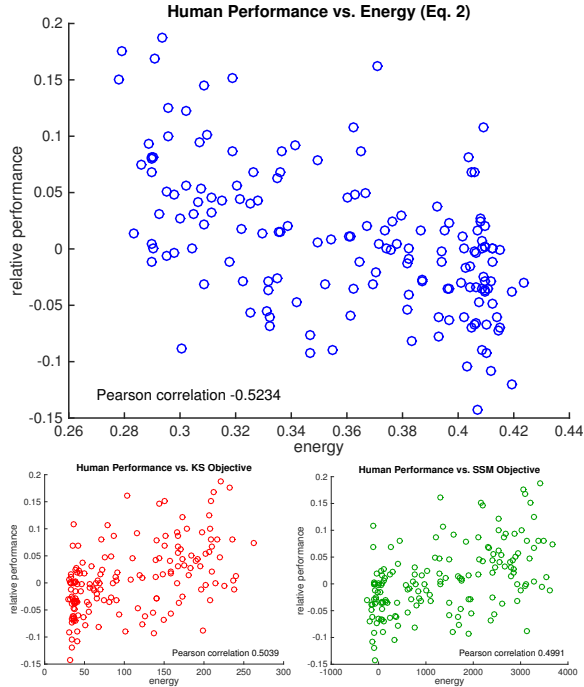 Human Performance vs. Energy (Eq. 2)
relative performance
0.2
0.15
0.1
0.05
0
-0.05
-0.1
-0.15
Pearson correlation -0.5234
0.26 0.28 0.3 0.32 0.34 0.36 0.38 0.4 0.42 0.44
energy
Human Performance vs. KS Objective
relative performance
0.2
0.15
0.1
0.05
0
-0.05
-0.1
-0.15
Pearson correlation 0.5039
0 50 100 150 200 250 300
energy
Human Performance vs. SSM Objective
relative performance
0.2
0.15
0.1
0.05
0
-0.05
-0.1
-0.15
Pearson correlation 0.4991
-1000 0 1000 2000 3000 4000
energy